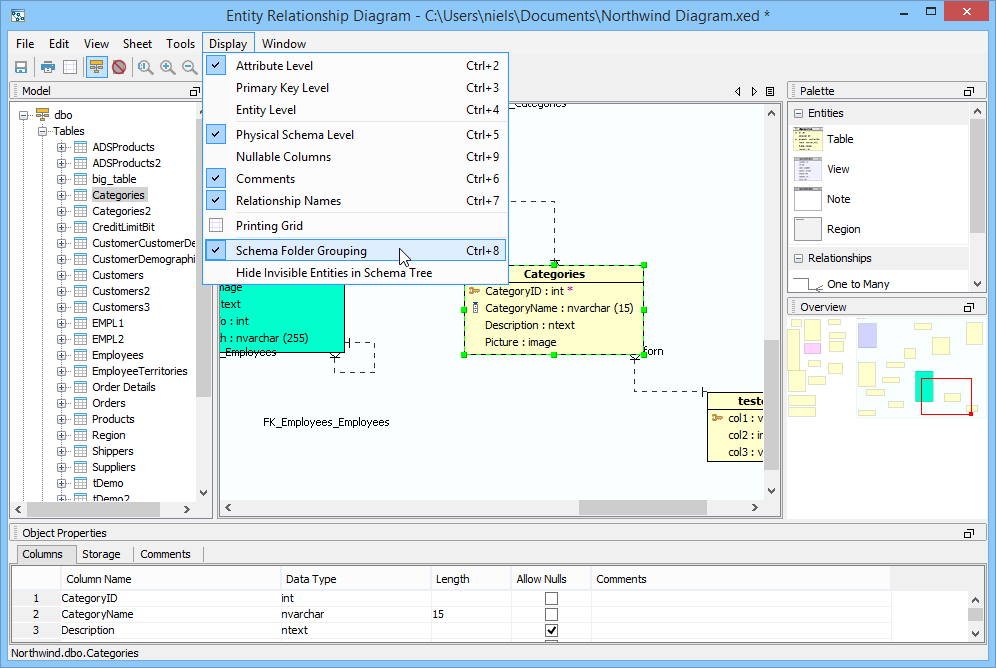 Entity Relationship Diagram - C:\Users\niels\Documents\Northwind Diagram.xed *
File Edit View Sheet Tools Display Window
Attribute Level Ctrl+2
Primary Key Level Ctrl+3
Entity Level Ctrl+4
Physical Schema Level Ctrl+5
Nullable Columns Ctrl+9
Comments Ctrl+6
Relationship Names Ctrl+7
Printing Grid
Schema Folder Grouping Ctrl+8
Hide Invisible Entities in Schema Tree
Model
dbo
Tables
ADSProducts
ADSProducts2
big_table
Categories
Categories2
CreditLimitBit
CustomerCustomerDe
CustomerDemographi
Customers
Customers2
Customers3
EMPL1
EMPL2
Employees
EmployeeTerritories
Order Details
Orders
Products
Region
Shippers
Suppliers
tDemo
tDemo2
_Categories
mage
text
o : int
h : nvarchar (255)
_Employees
FK_Employees_Employees
Categories
CategoryID : int *
CategoryName : nvarchar (15)
Description : ntext
Picture : image
forn
teste
col1 : v
col2 : in
col3 : v
Palette
Entities
Table
View
Note
Region
Relationships
One to Many
Overview
Object Properties
Columns Storage Comments
Column Name Data Type Length Allow Nulls Comments
1 CategoryID int
2 CategoryName nvarchar 15
3 Description ntext
Northwind.dbo.Categories